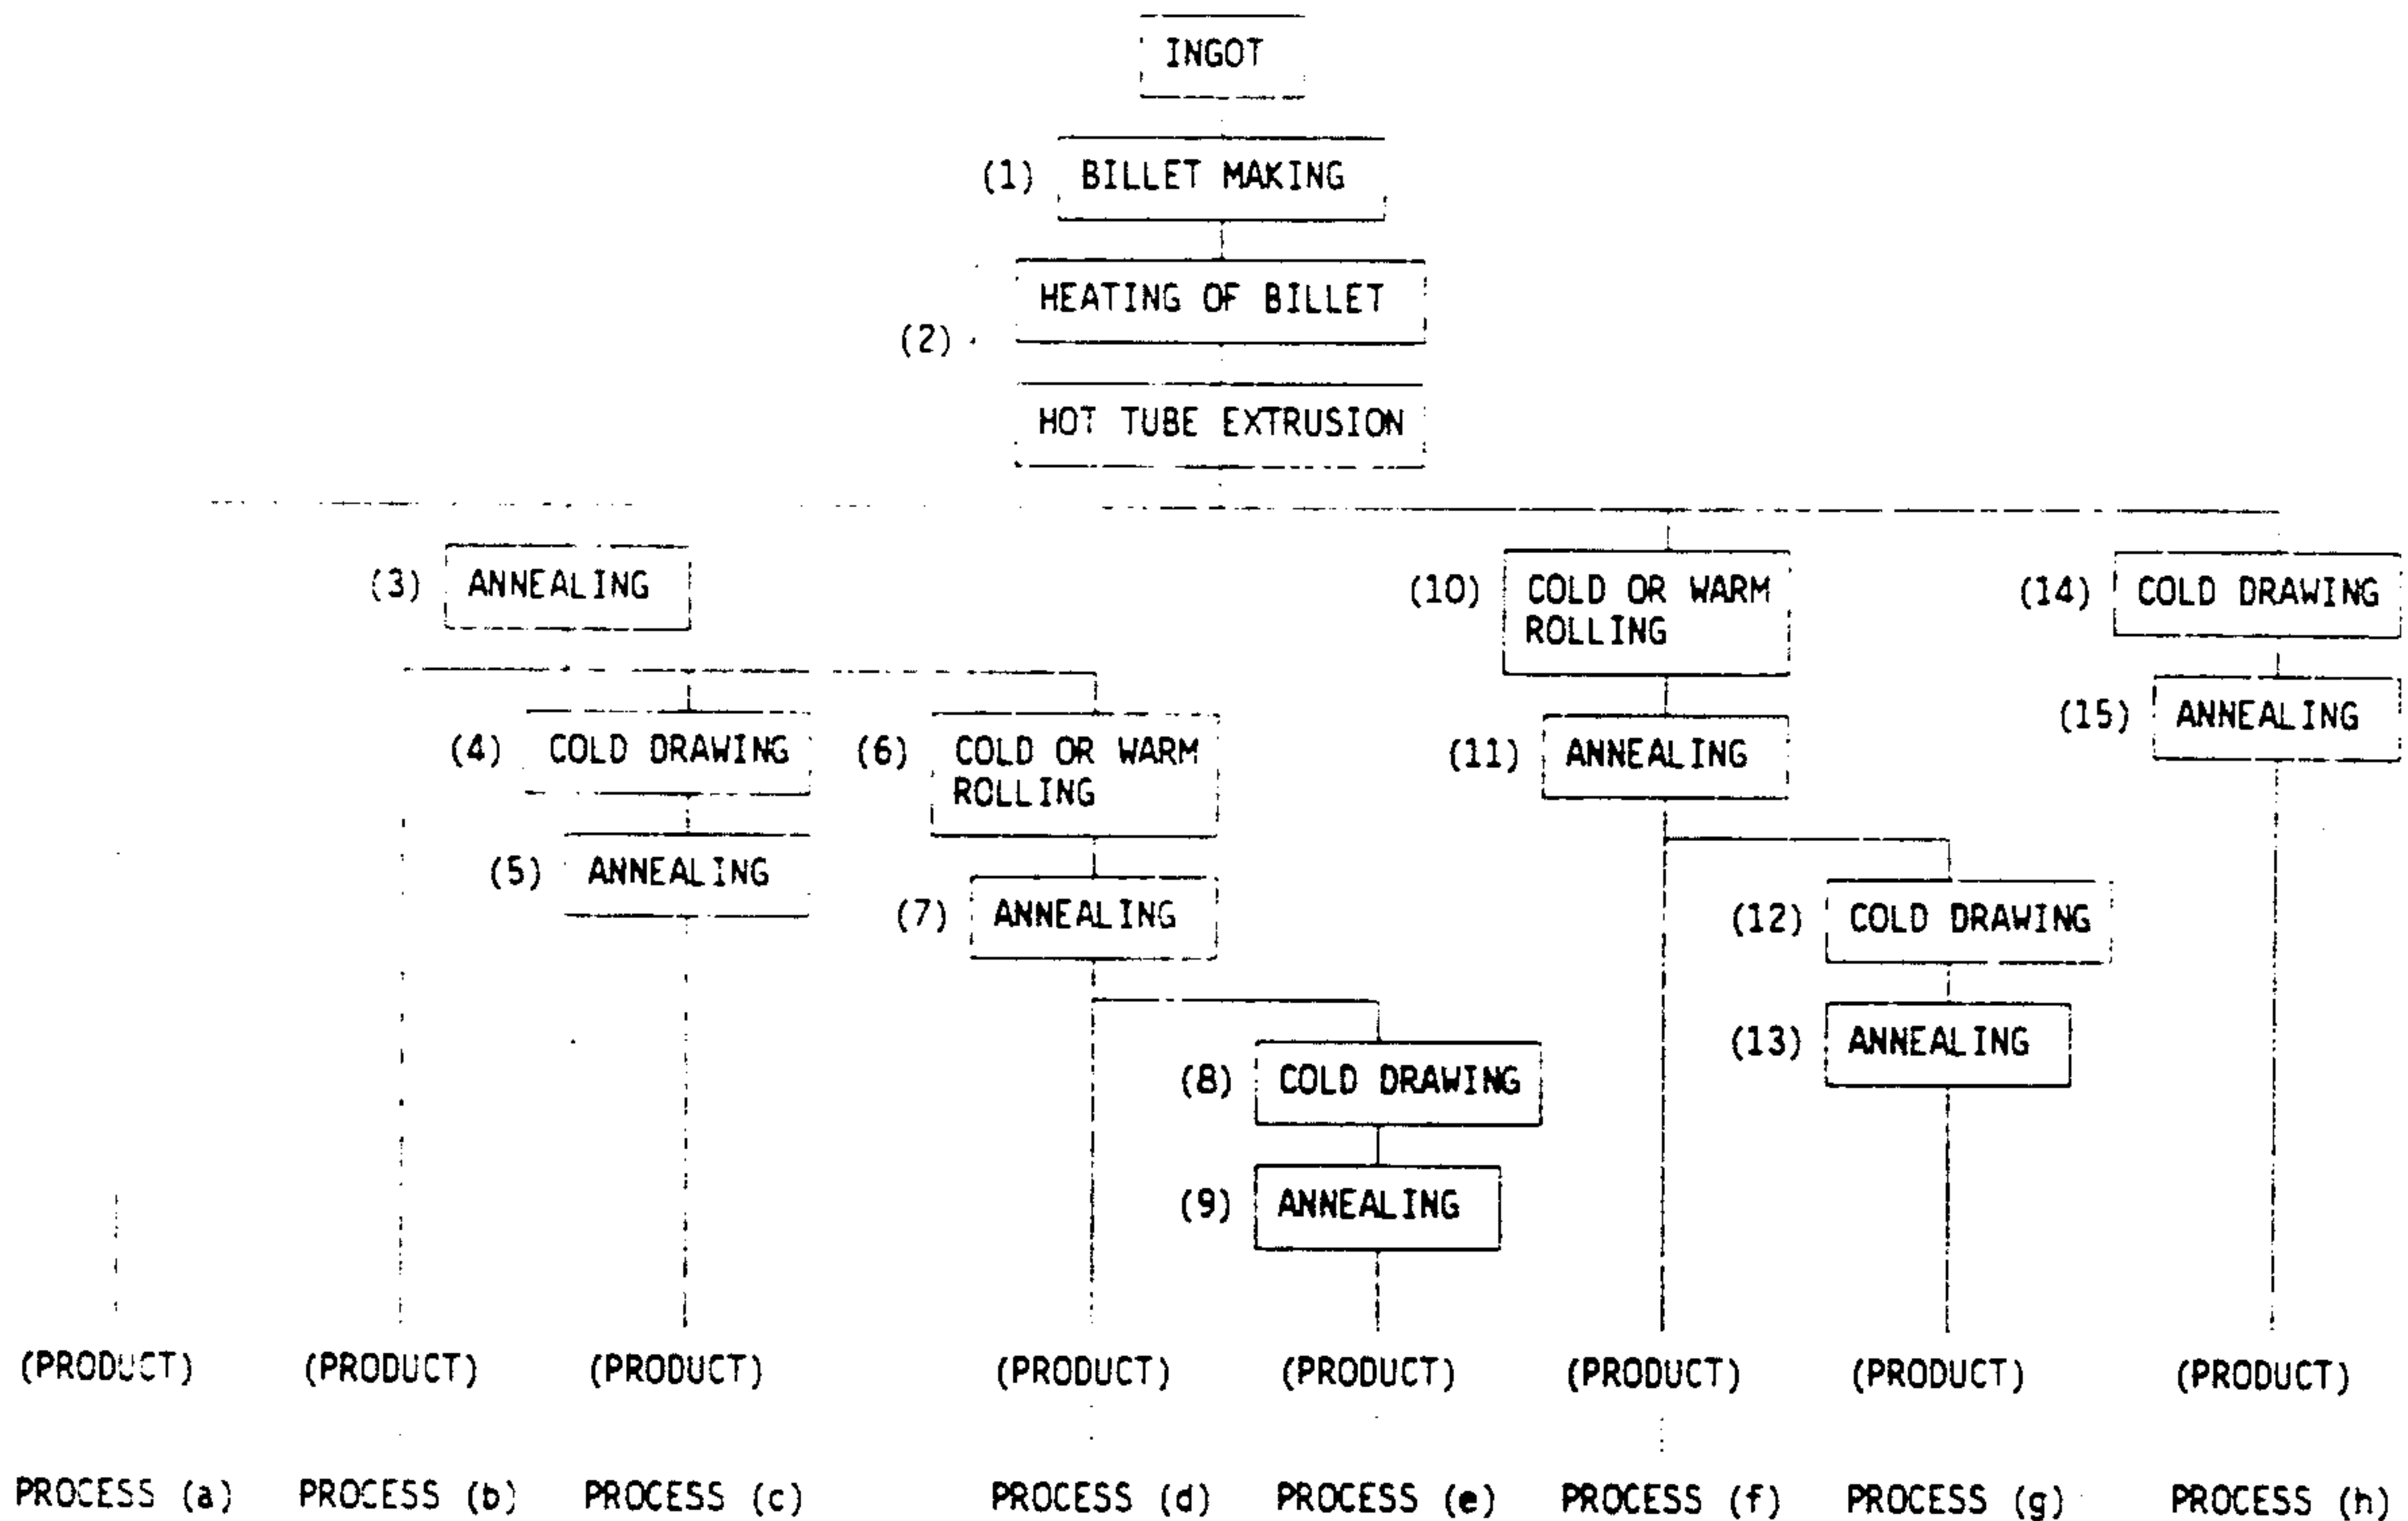 INGOT
(1) BILLET MAKING
HEATING OF BILLET
(2)
HOT TUBE EXTRUSION
(3) ANNEALING
(10) COLD OR WARM
ROLLING
(14) COLD DRAWING
(4) COLD DRAWING
(6) COLD OR WARM
ROLLING
(11) ANNEALING
(15) ANNEALING
(5) ANNEALING
(7) ANNEALING
(12) COLD DRAWING
(8) COLD DRAWING
(13) ANNEALING
(9) ANNEALING
(PRODUCT) (PRODUCT) (PRODUCT) (PRODUCT) (PRODUCT) (PRODUCT) (PRODUCT) (PRODUCT)
PROCESS (a) PROCESS (b) PROCESS (c) PROCESS (d) PROCESS (e) PROCESS (f) PROCESS (g) PROCESS (h)